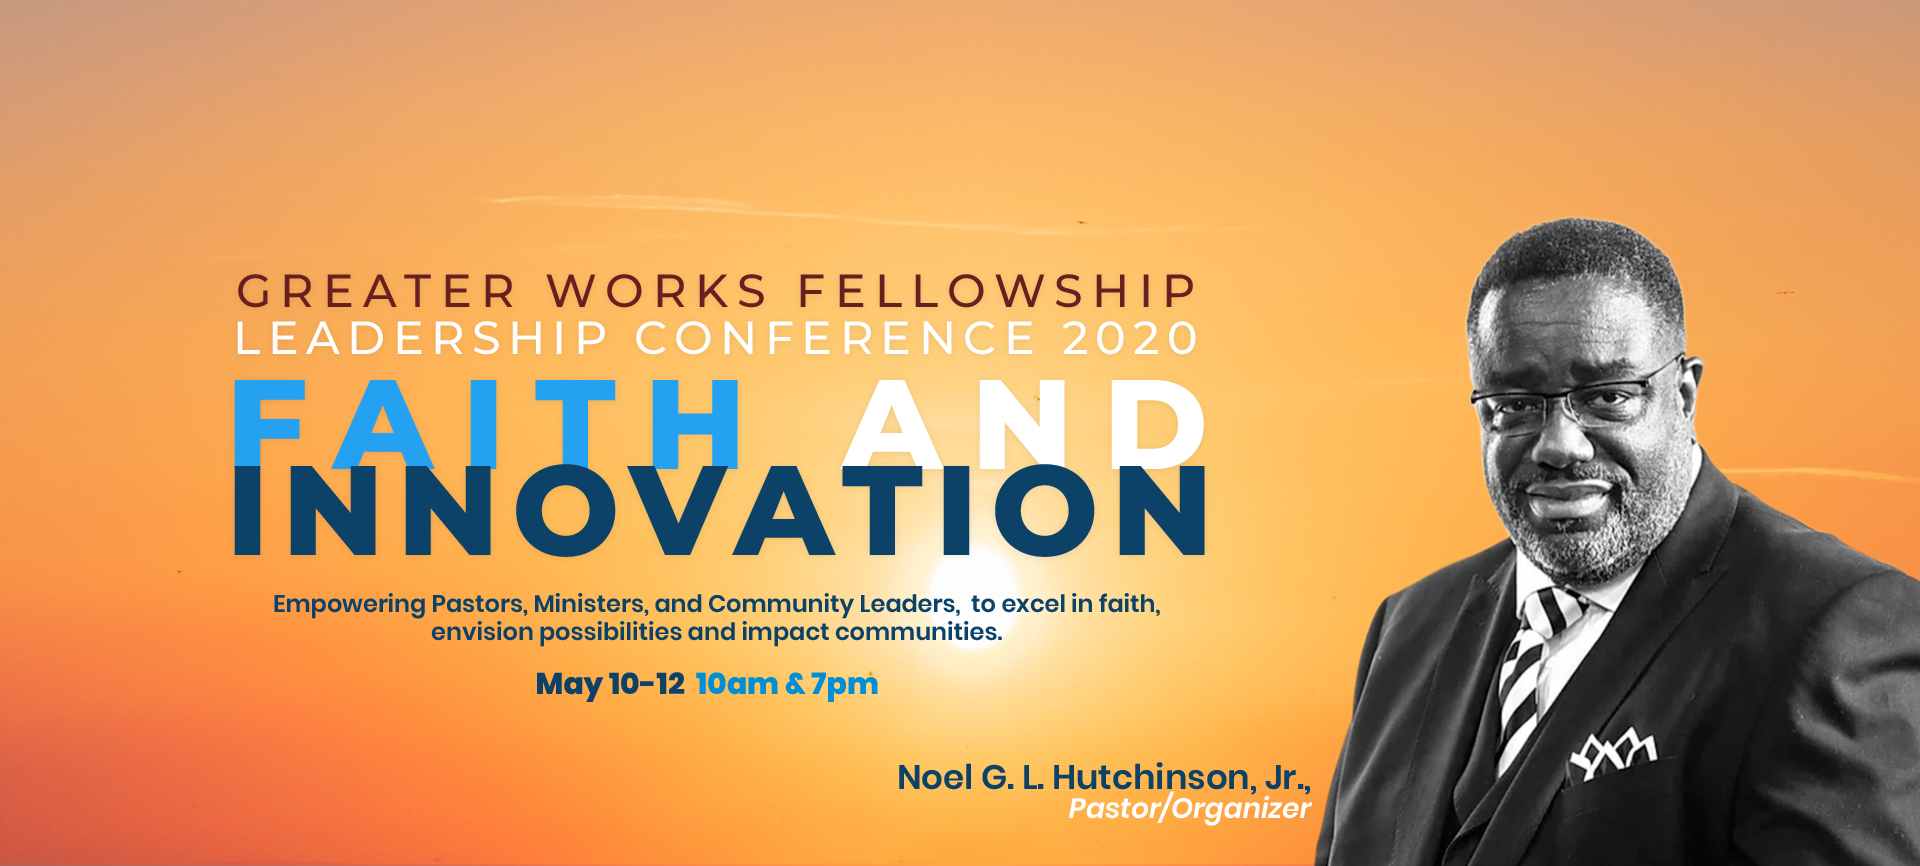 GREATER WORKS FELLOWSHIP
LEADERSHIP CONFERENCE 2020
FAITH AND
INNOVATION
Empowering Pastors, Ministers, and Community Leaders,  to excel in faith,
envision possibilities and impact communities.
May 10-12 10am & 7pm
Noel G. L. Hutchinson, Jr.,
Pastor/Organizer